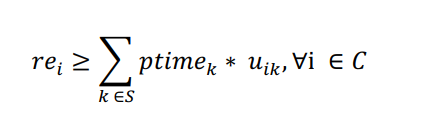 re_i ≥ ∑_{k ∈S} ptime_k * u_{ik}, ∀i ∈ C